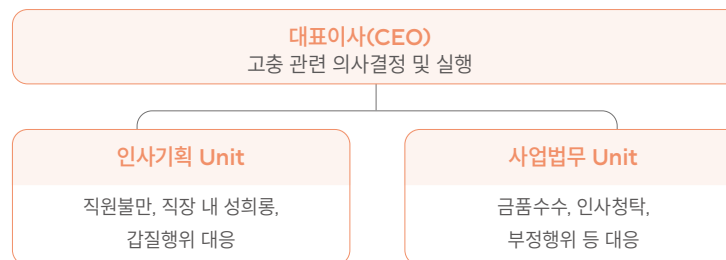 대표이사(CEO)
고충 관련 의사결정 및 실행
인사기획 Unit
직원불만, 직장 내 성희롱,
갑질행위 대응
사업법무 Unit
금품수수, 인사청탁,
부정행위 등 대응